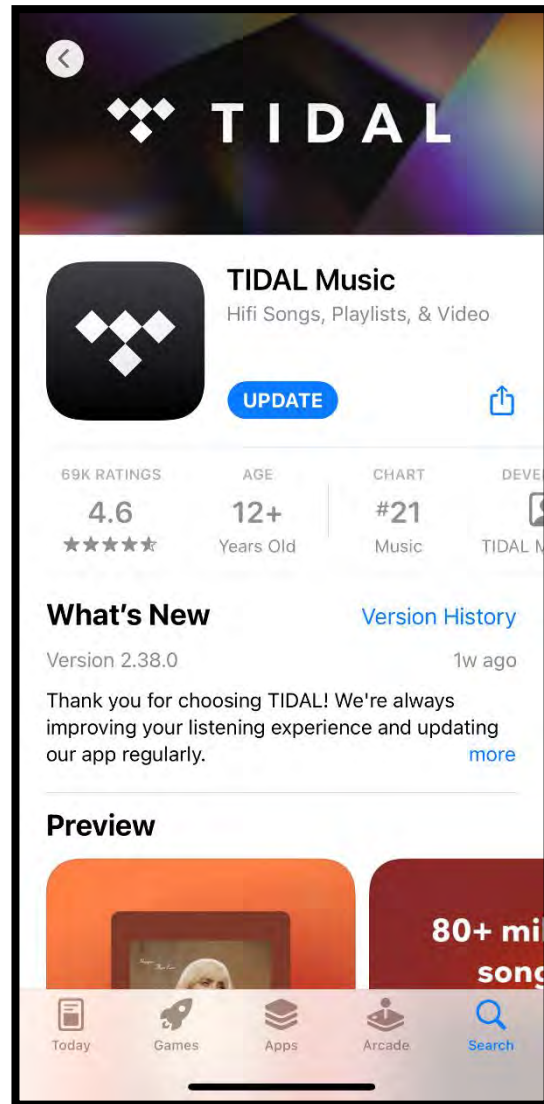 TIDAL
TIDAL Music
Hifi Songs, Playlists, & Video
UPDATE
69K RATINGS AGE CHART
4.6 12+ #21
Years Old Music TIDAL
What's New Version History
Version 2.38.0 1w ago
Thank you for choosing TIDAL! We're always
improving your listening experience and updating
our app regularly. more
Preview
80+
Today Games Apps Arcade Search